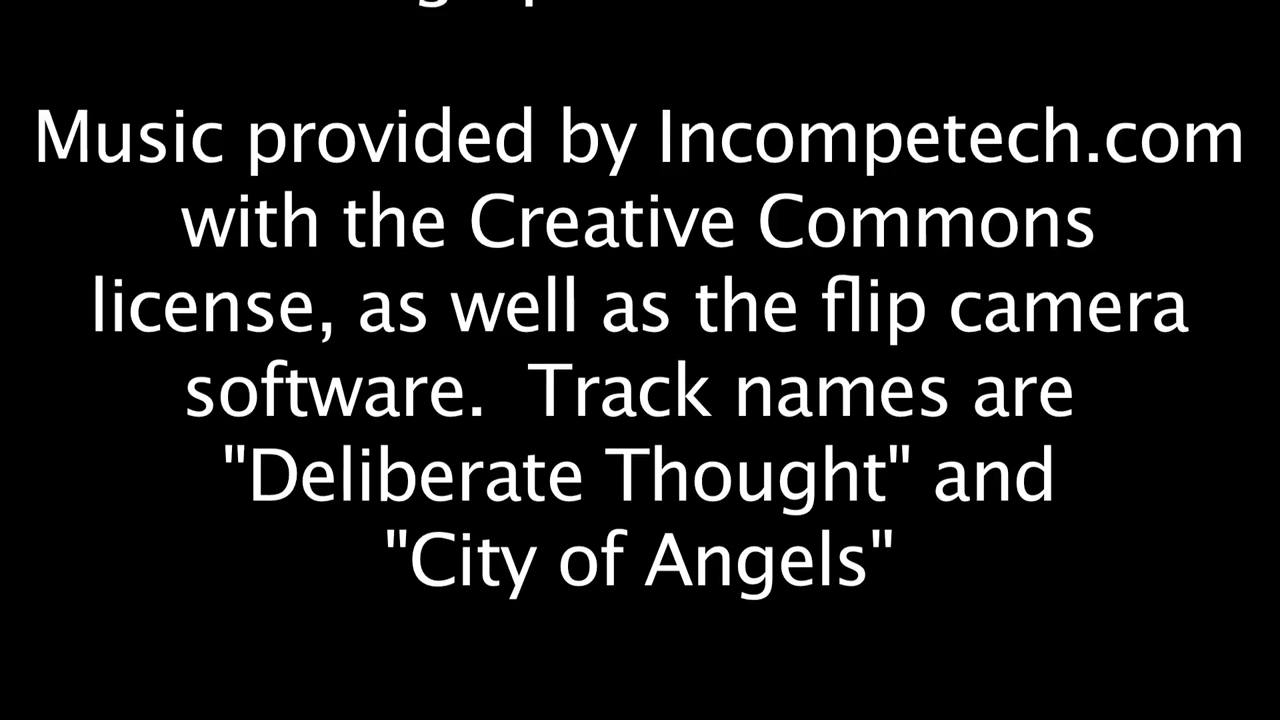 Music provided by Incompetech.com
with the Creative Commons
license, as well as the flip camera
software.  Track names are
"Deliberate Thought" and
"City of Angels"